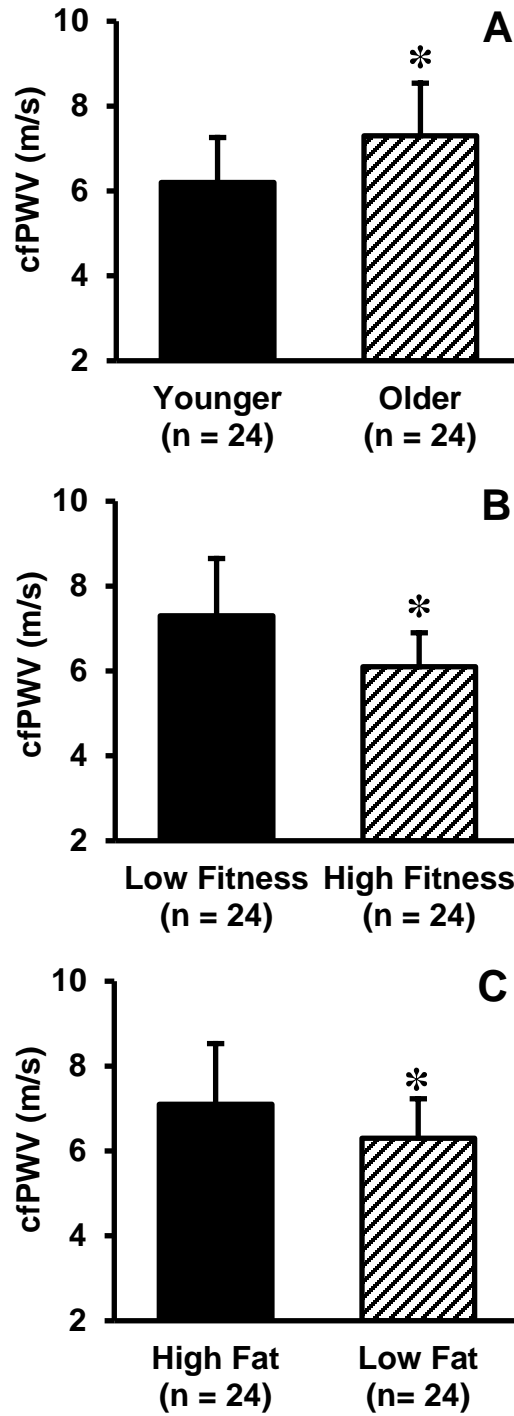 A
10
8
6
4
2
cfPWV (m/s)
*
Younger
(n = 24)
Older
(n = 24)
B
10
8
6
4
2
cfPWV (m/s)
*
Low Fitness
(n = 24)
High Fitness
(n = 24)
C
10
8
6
4
2
cfPWV (m/s)
*
High Fat
(n = 24)
Low Fat
(n= 24)